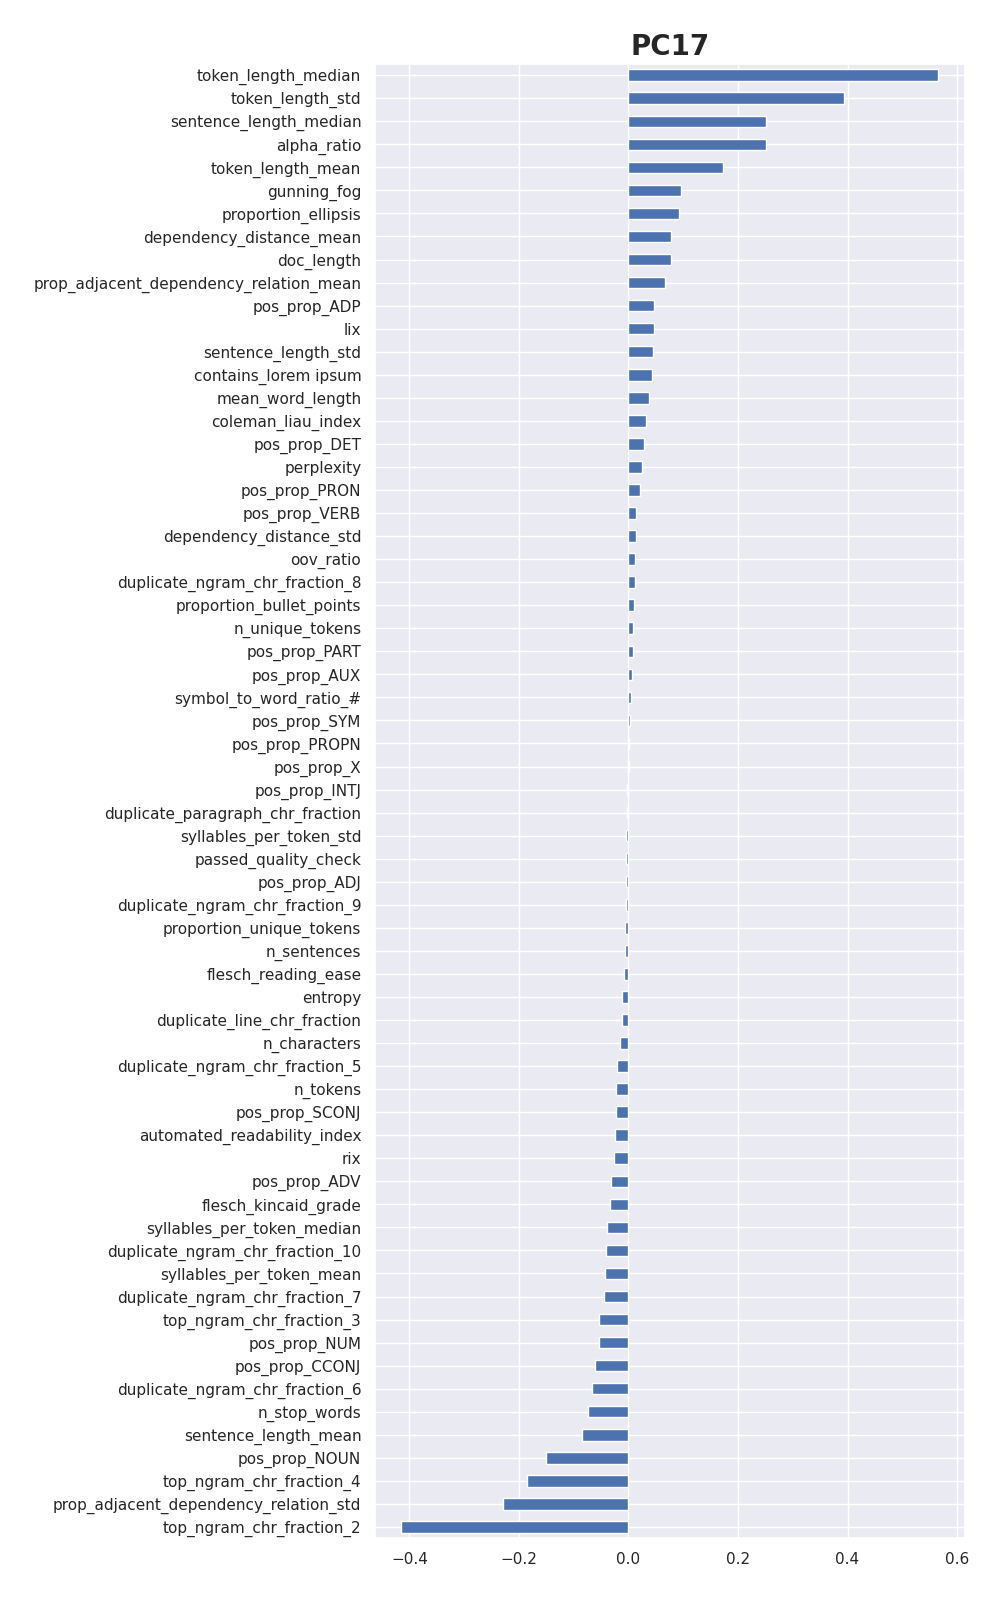 PC17
token_length_median
token_length_std
sentence_length_median
alpha_ratio
token_length_mean
gunning_fog
proportion_ellipsis
dependency_distance_mean
doc_length
prop_adjacent_dependency_relation_mean
pos_prop_ADP
lix
sentence_length_std
contains_lorem ipsum
mean_word_length
coleman_liau_index
pos_prop_DET
perplexity
pos_prop_PRON
pos_prop_VERB
dependency_distance_std
oov_ratio
duplicate_ngram_chr_fraction_8
proportion_bullet_points
n_unique_tokens
pos_prop_PART
pos_prop_AUX
symbol_to_word_ratio_#
pos_prop_SYM
pos_prop_PROPN
pos_prop_X
pos_prop_INTJ
duplicate_paragraph_chr_fraction
syllables_per_token_std
passed_quality_check
pos_prop_ADJ
duplicate_ngram_chr_fraction_9
proportion_unique_tokens
n_sentences
flesch_reading_ease
entropy
duplicate_line_chr_fraction
n_characters
duplicate_ngram_chr_fraction_5
n_tokens
pos_prop_SCONJ
automated_readability_index
rix
pos_prop_ADV
flesch_kincaid_grade
syllables_per_token_median
duplicate_ngram_chr_fraction_10
syllables_per_token_mean
duplicate_ngram_chr_fraction_7
top_ngram_chr_fraction_3
pos_prop_NUM
pos_prop_CCONJ
duplicate_ngram_chr_fraction_6
n_stop_words
sentence_length_mean
pos_prop_NOUN
top_ngram_chr_fraction_4
prop_adjacent_dependency_relation_std
top_ngram_chr_fraction_2
−0.4 −0.2 0.0 0.2 0.4 0.6